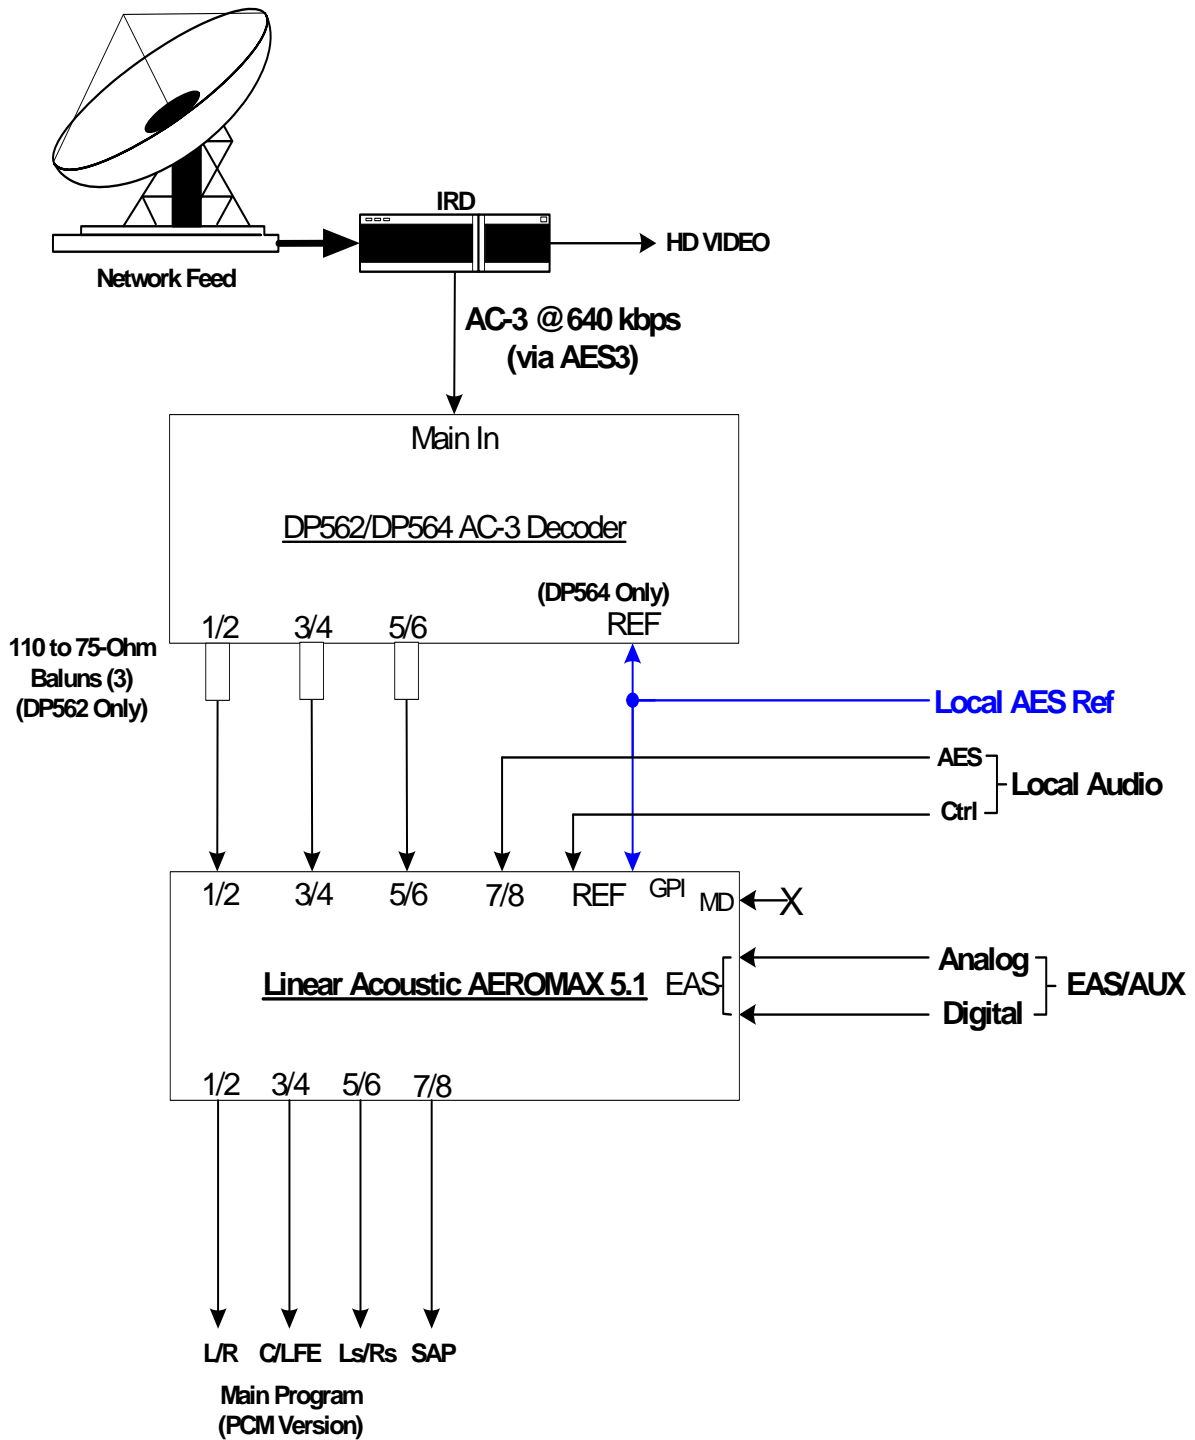 IRD
HD VIDEO
Network Feed
AC-3 @ 640 kbps
(via AES3)
Main In
DP562/DP564 AC-3 Decoder
(DP564 Only)
1/2 3/4 5/6 REF
110 to 75-Ohm
Baluns (3)
(DP562 Only)
Local AES Ref
AES
Local Audio
Ctrl
1/2 3/4 5/6 7/8 REF GPI MD X
Analog
Linear Acoustic AEROMAX 5.1 EAS EAS/AUX
Digital
1/2 3/4 5/6 7/8
L/R C/LFE Ls/Rs SAP
Main Program
(PCM Version)